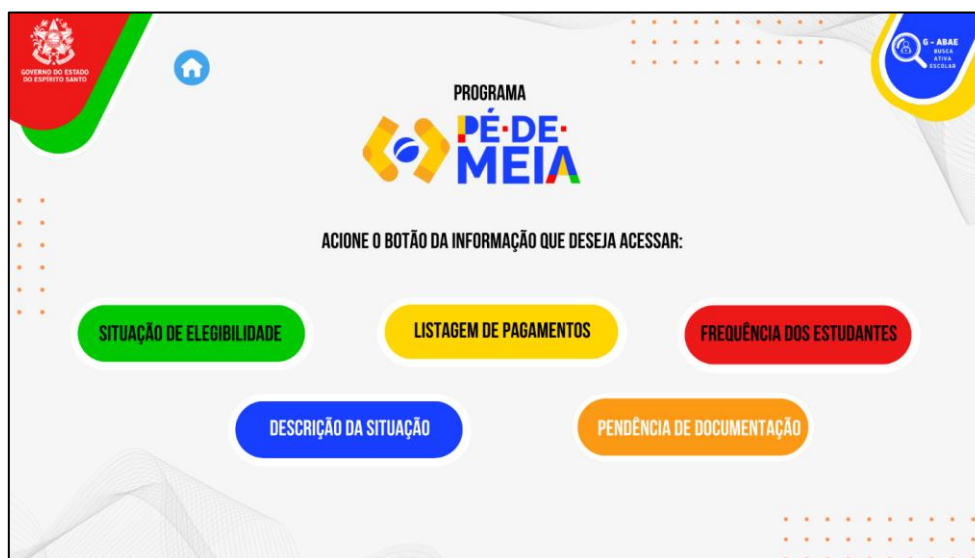 GOVERNO DO ESTADO
DO ESPÍRITO SANTO
G - ABAE
BUSCA
ATIVA
ESCOLAR
PROGRAMA
PÉ·DE·
MEIA
ACIONE O BOTÃO DA INFORMAÇÃO QUE DESEJA ACESSAR:
SITUAÇÃO DE ELEGIBILIDADE
LISTAGEM DE PAGAMENTOS
FREQUÊNCIA DOS ESTUDANTES
DESCRIÇÃO DA SITUAÇÃO
PENDÊNCIA DE DOCUMENTAÇÃO